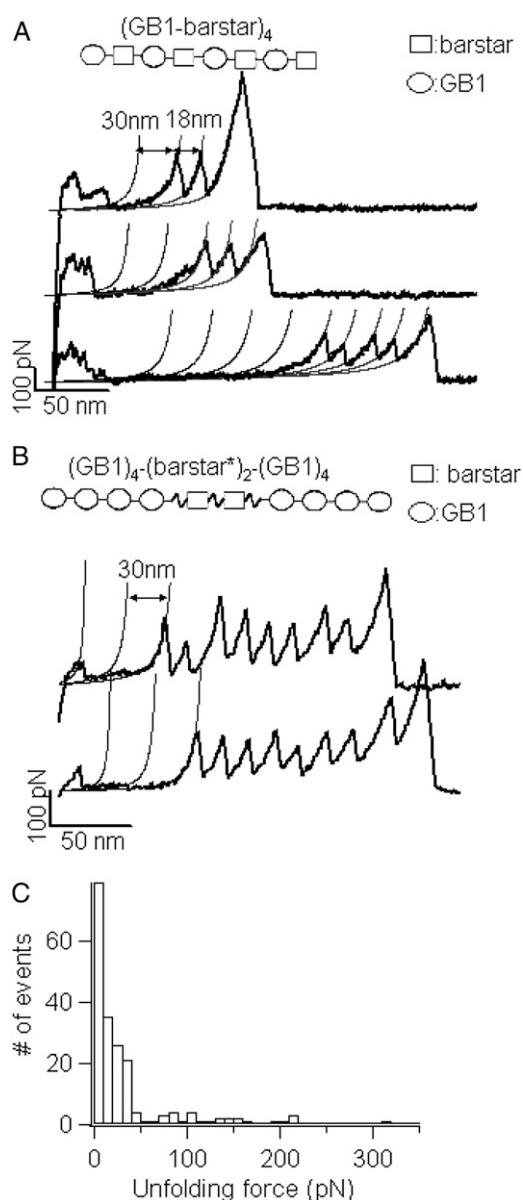 A
(GB1-barstar)4
:barstar
:GB1
30nm 18nm
100 pN
50 nm
B
(GB1)4-(barstar*)2-(GB1)4
: barstar
:GB1
30nm
100 pN
50 nm
C
# of events
60
40
20
0
0 100 200 300
Unfolding force (pN)